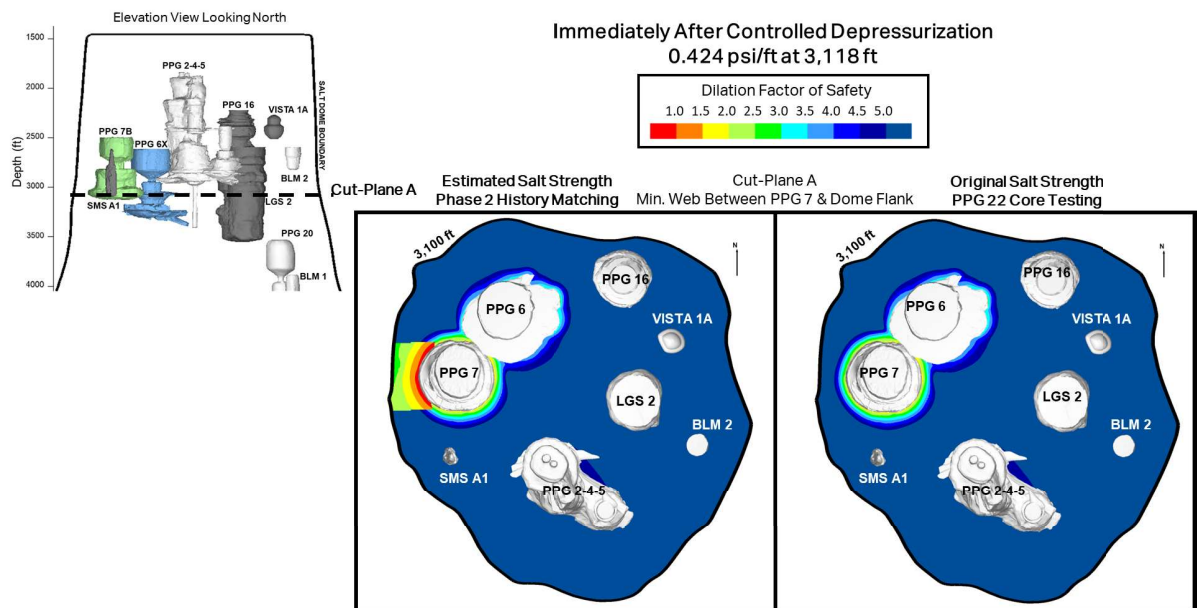 Elevation View Looking North
Depth (ft)
1500
2000
2500
3000
3500
4000
PPG 2-4-5
PPG 16
VISTA 1A
PPG 7B
PPG 6X
SALT DOME BOUNDARY
BLM 2
SMS A1
LGS 2
PPG 20
BLM 1
Cut-Plane A
Immediately After Controlled Depressurization
0.424 psi/ft at 3,118 ft
Dilation Factor of Safety
1.0 1.5 2.0 2.5 3.0 3.5 4.0 4.5 5.0
Estimated Salt Strength
Phase 2 History Matching
Cut-Plane A
Min. Web Between PPG 7 & Dome Flank
Original Salt Strength
PPG 22 Core Testing
3,100 ft
N
PPG 16
PPG 6
VISTA 1A
PPG 7
LGS 2
BLM 2
SMS A1
PPG 2-4-5
3,100 ft
N
PPG 16
PPG 6
VISTA 1A
PPG 7
LGS 2
BLM 2
SMS A1
PPG 2-4-5